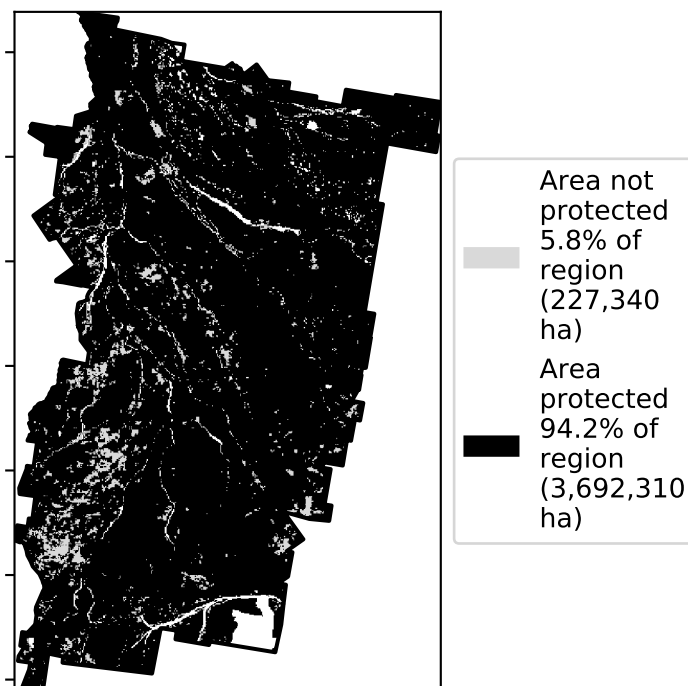 Area not
protected
5.8% of
region
(227,340
ha)
Area
protected
94.2% of
region
(3,692,310
ha)